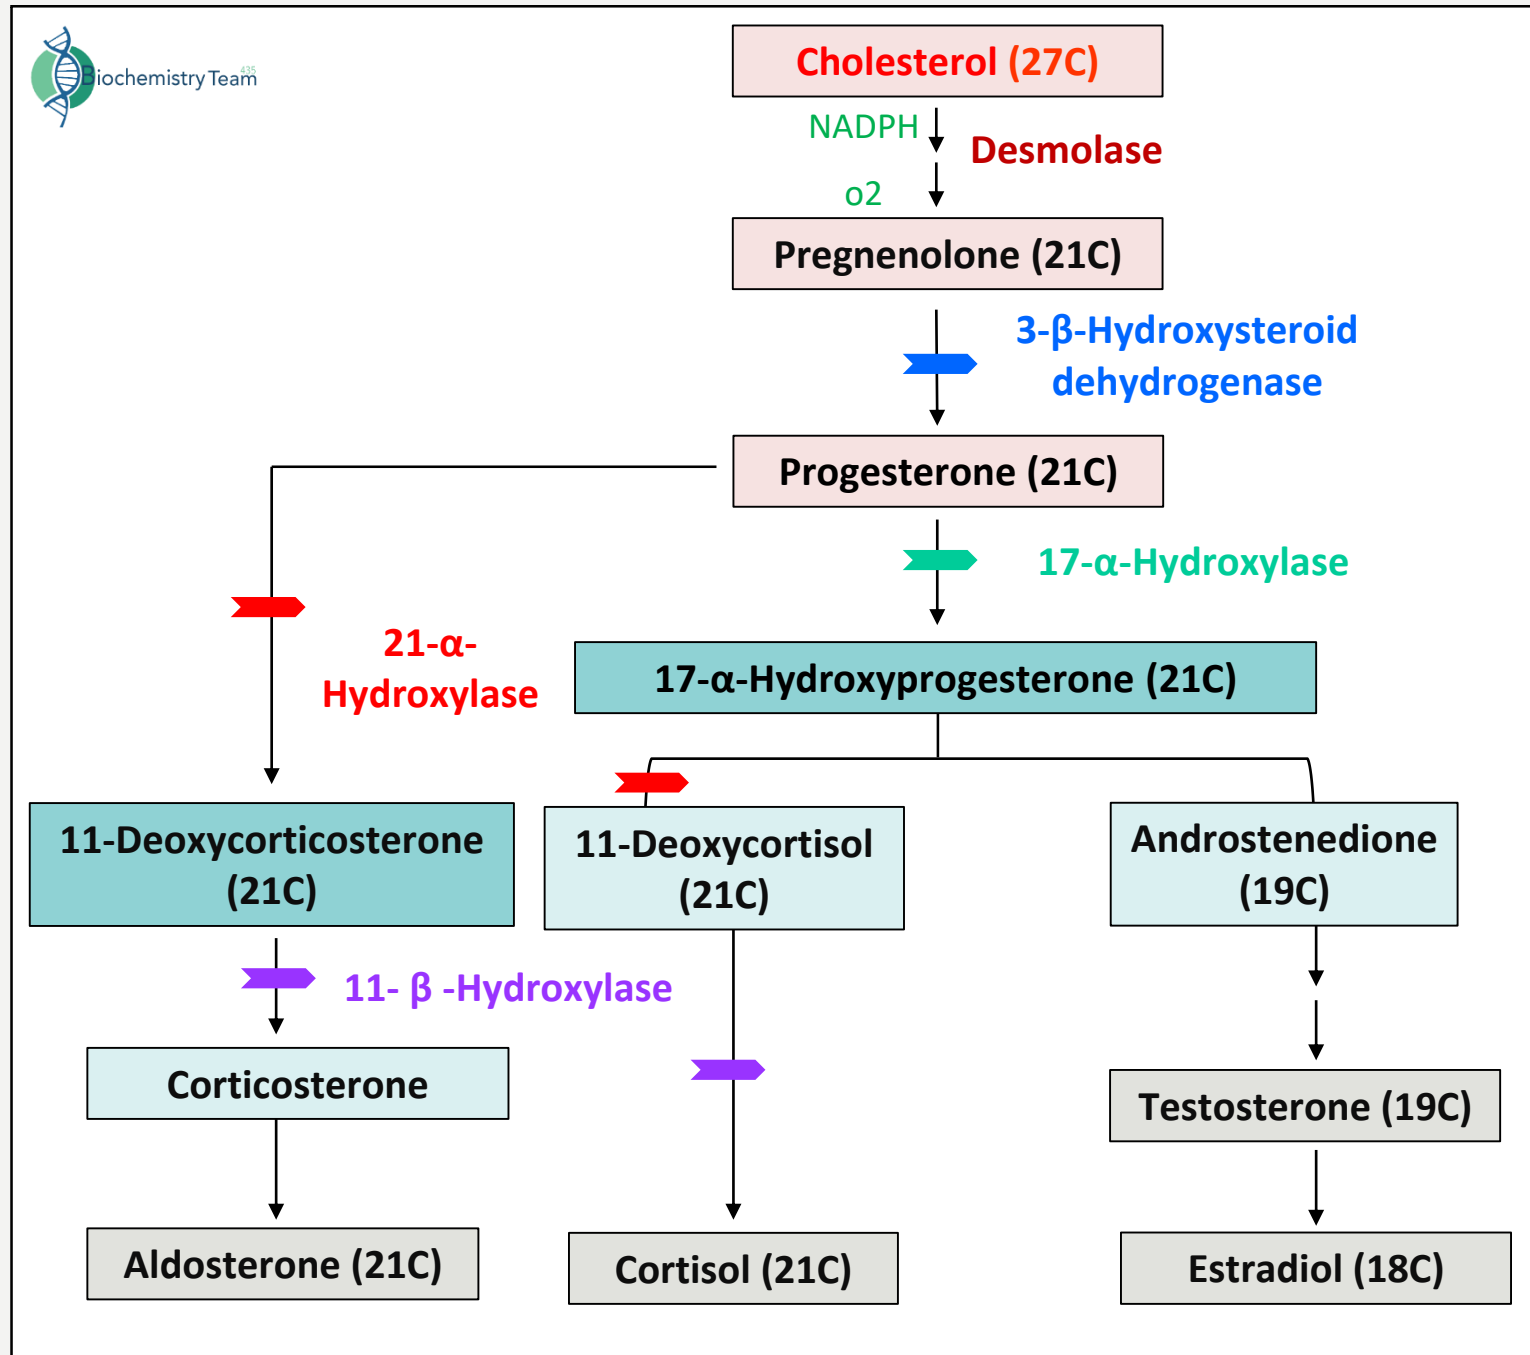 Biochemistry Team 435
Cholesterol (27C)
NADPH
Desmolase
o2
Pregnenolone (21C)
3-β-Hydroxysteroid
dehydrogenase
Progesterone (21C)
17-α-Hydroxylase
21-α-
Hydroxylase
17-α-Hydroxyprogesterone (21C)
11-Deoxycorticosterone
(21C)
11-Deoxycortisol
(21C)
Androstenedione
(19C)
11- β -Hydroxylase
Corticosterone
Testosterone (19C)
Aldosterone (21C)
Cortisol (21C)
Estradiol (18C)